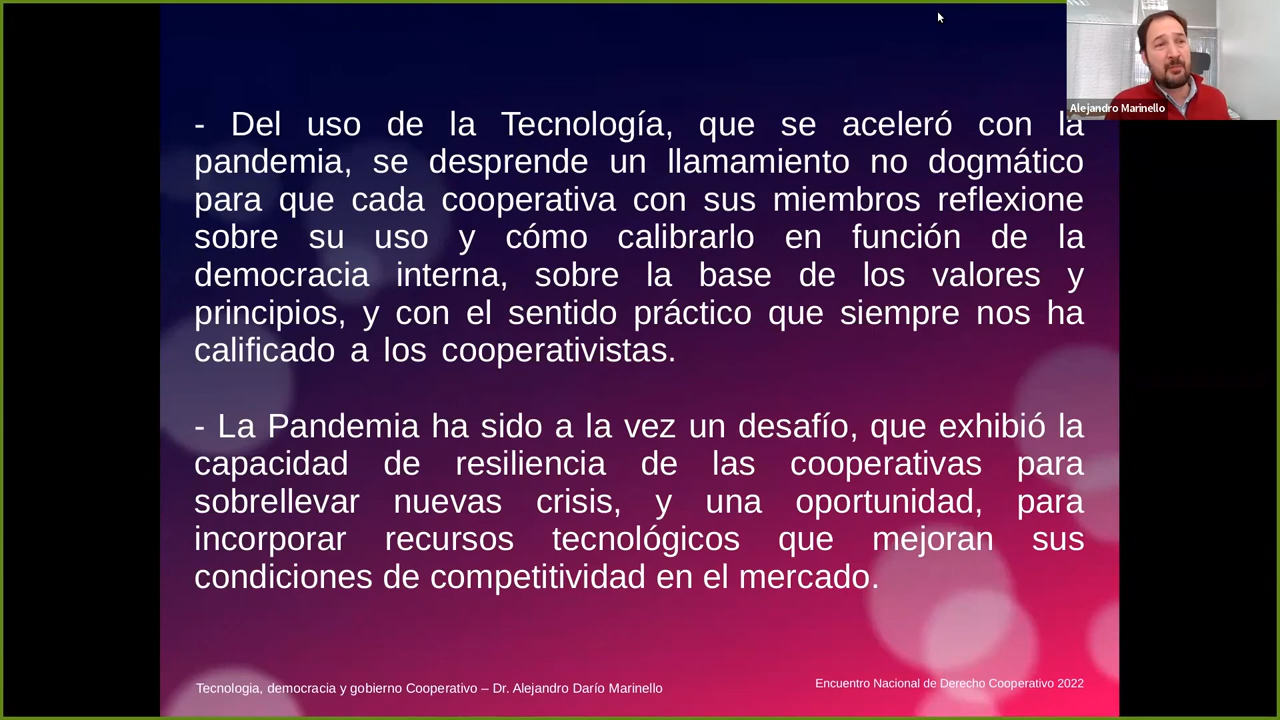 - Del uso de la Tecnología, que se aceleró con la
pandemia, se desprende un llamamiento no dogmático
para que cada cooperativa con sus miembros reflexione
sobre su uso y cómo calibrarlo en función de la
democracia interna, sobre la base de los valores y
principios, y con el sentido práctico que siempre nos ha
calificado a los cooperativistas.
- La Pandemia ha sido a la vez un desafío, que exhibió la
capacidad de resiliencia de las cooperativas para
sobrellevar nuevas crisis, y una oportunidad, para
incorporar recursos tecnológicos que mejoran sus
condiciones de competitividad en el mercado.
Tecnologia, democracia y gobierno Cooperativo – Dr. Alejandro Darío Marinello
Encuentro Nacional de Derecho Cooperativo 2022
Alejandro Marinello